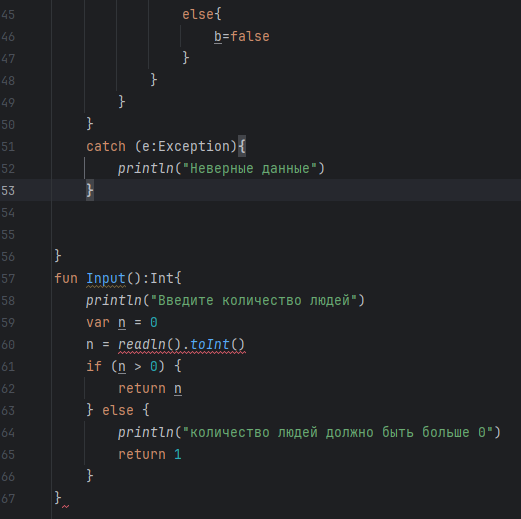 45 else{
46 b=false
47 }
48 }
49 }
50 }
51 catch (e:Exception){
52 println("Неверные данные")
53 }
54
55
56 }
57 fun Input():Int{
58 println("Введите количество людей")
59 var n = 0
60 n = readln().toInt()
61 if (n > 0) {
62 return n
63 } else {
64 println("количество людей должно быть больше 0")
65 return 1
66 }
67 }